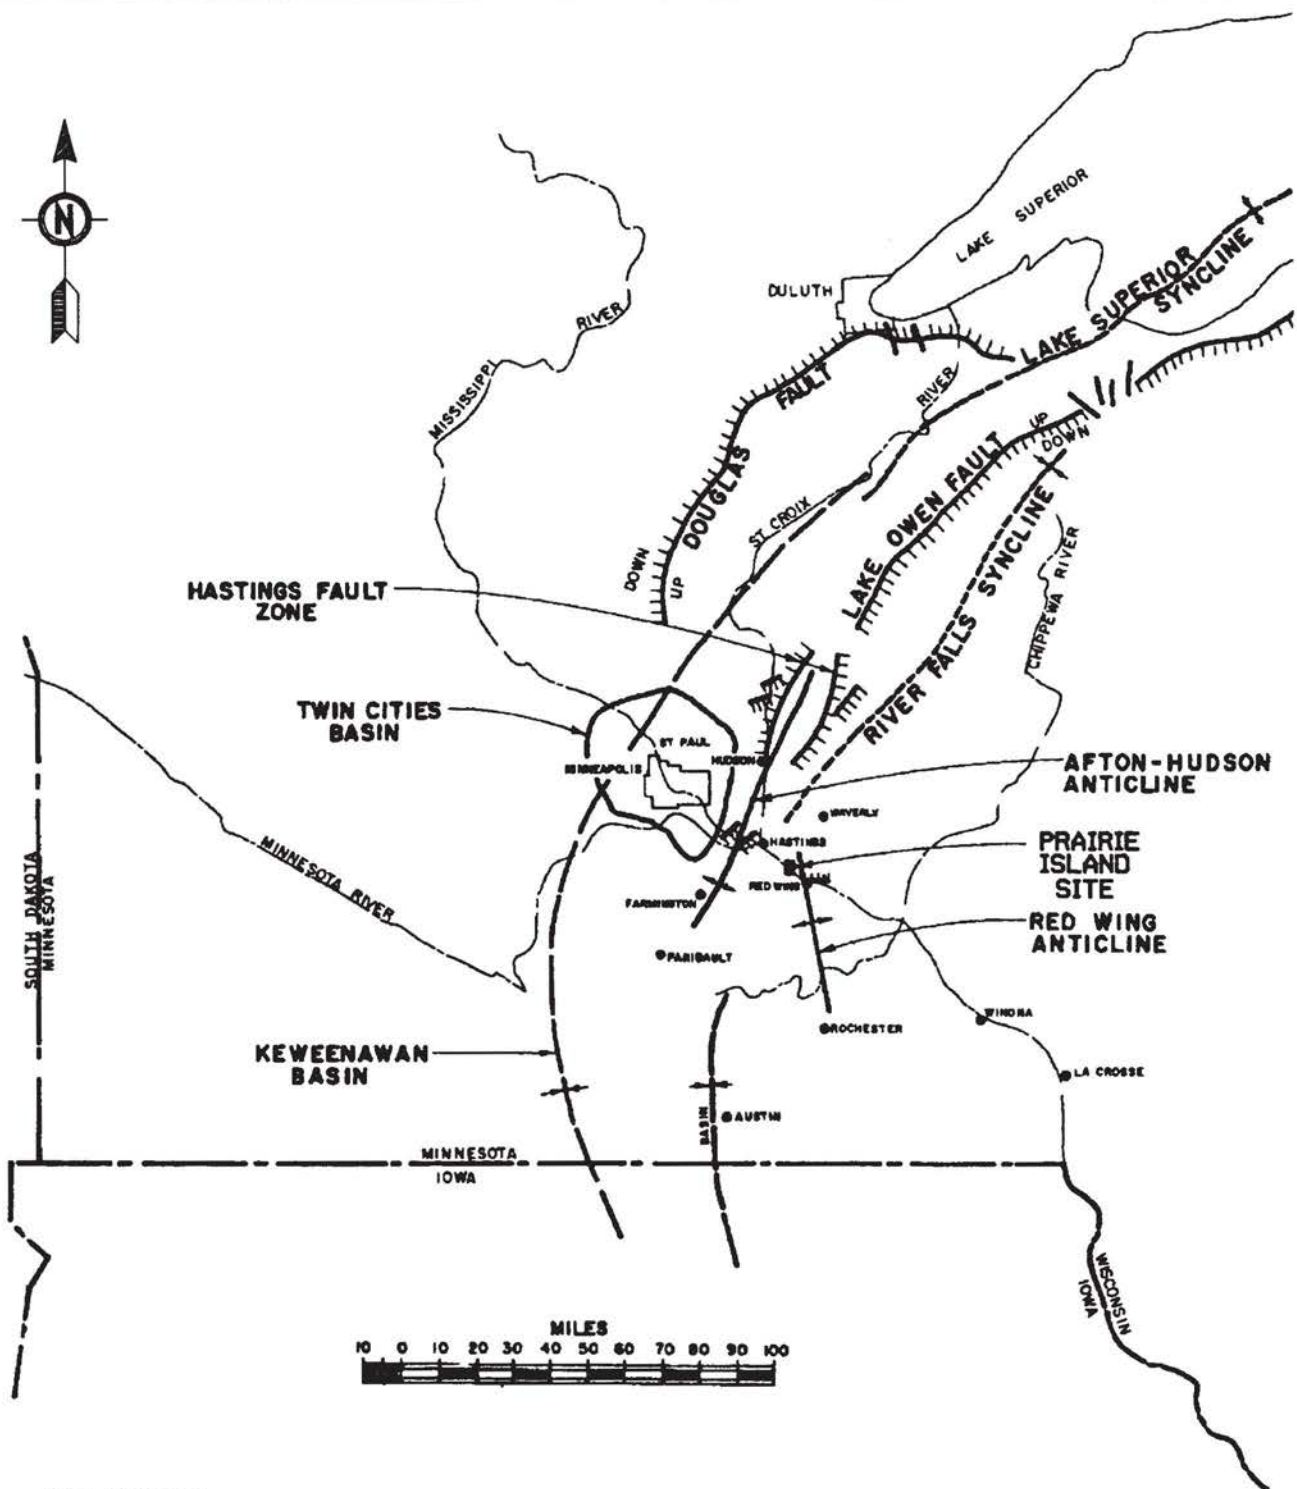 N
LAKE SUPERIOR
DULUTH
LAKE SUPERIOR
SYNCLINE
RIVER
MISSISSIPPI
FAULT
RIVER
DOUGLAS
ST CROIX
UP
DOWN
LAKE OWEN FAULT
DOWN
UP
RIVER FALLS SYNCLINE
CHIPPEWA RIVER
HASTINGS FAULT
ZONE
TWIN CITIES
BASIN
ST PAUL
MINNEAPOLIS
HUDSON
AFTON-HUDSON
ANTICLINE
WAVERLY
HASTINGS
PRAIRIE
ISLAND
SITE
RED WING
FARMINGTON
RED WING
ANTICLINE
MINNESOTA RIVER
SOUTH DAKOTA
MINNESOTA
FARIBAULT
WINONA
ROCHESTER
KEWEENAWAN
BASIN
LA CROSSE
BASIN
AUSTIN
MINNESOTA
IOWA
WISCONSIN
IOWA
MILES
10 0 10 20 30 40 50 60 70 80 90 100